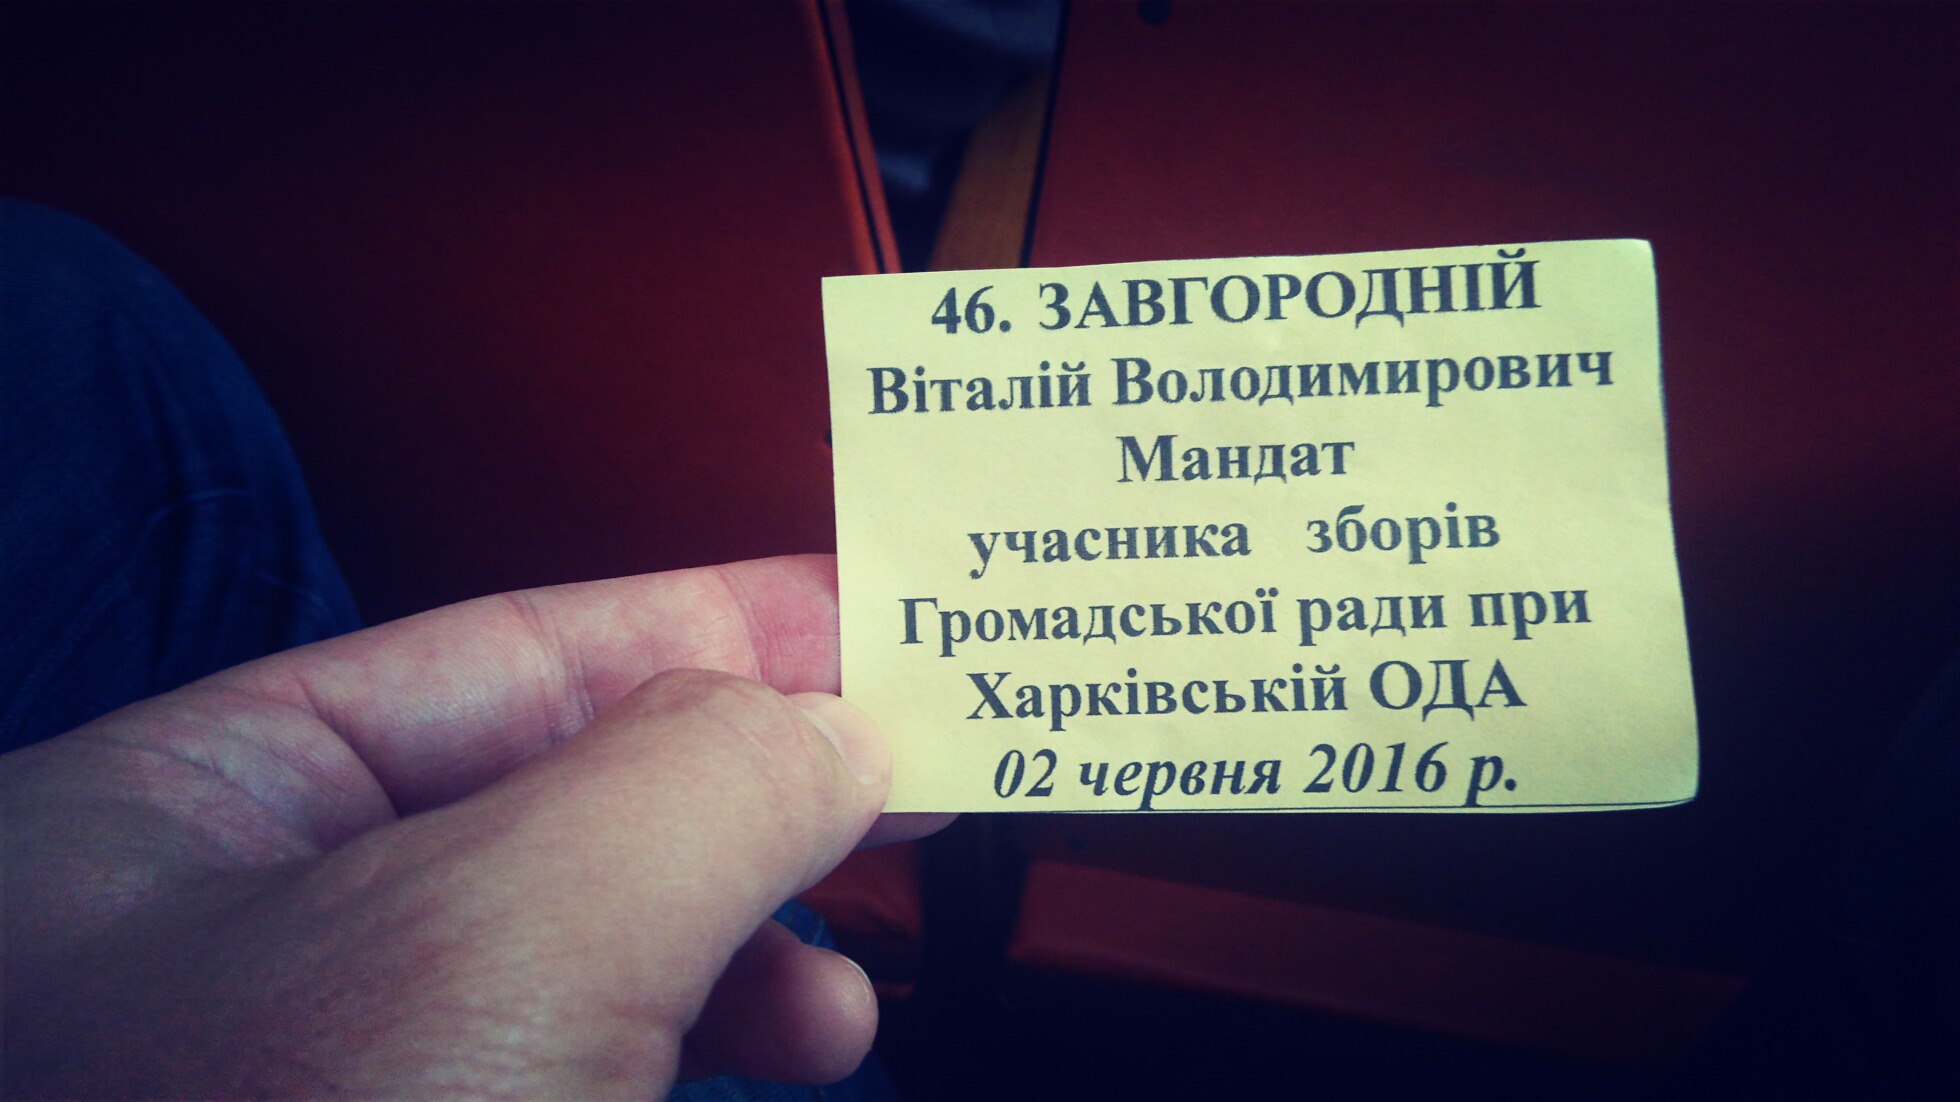 46. ЗАВГОРОДНІЙ
Віталій Володимирович
Мандат
учасника зборів
Громадської ради при
Харківській ОДА
02 червня 2016 р.